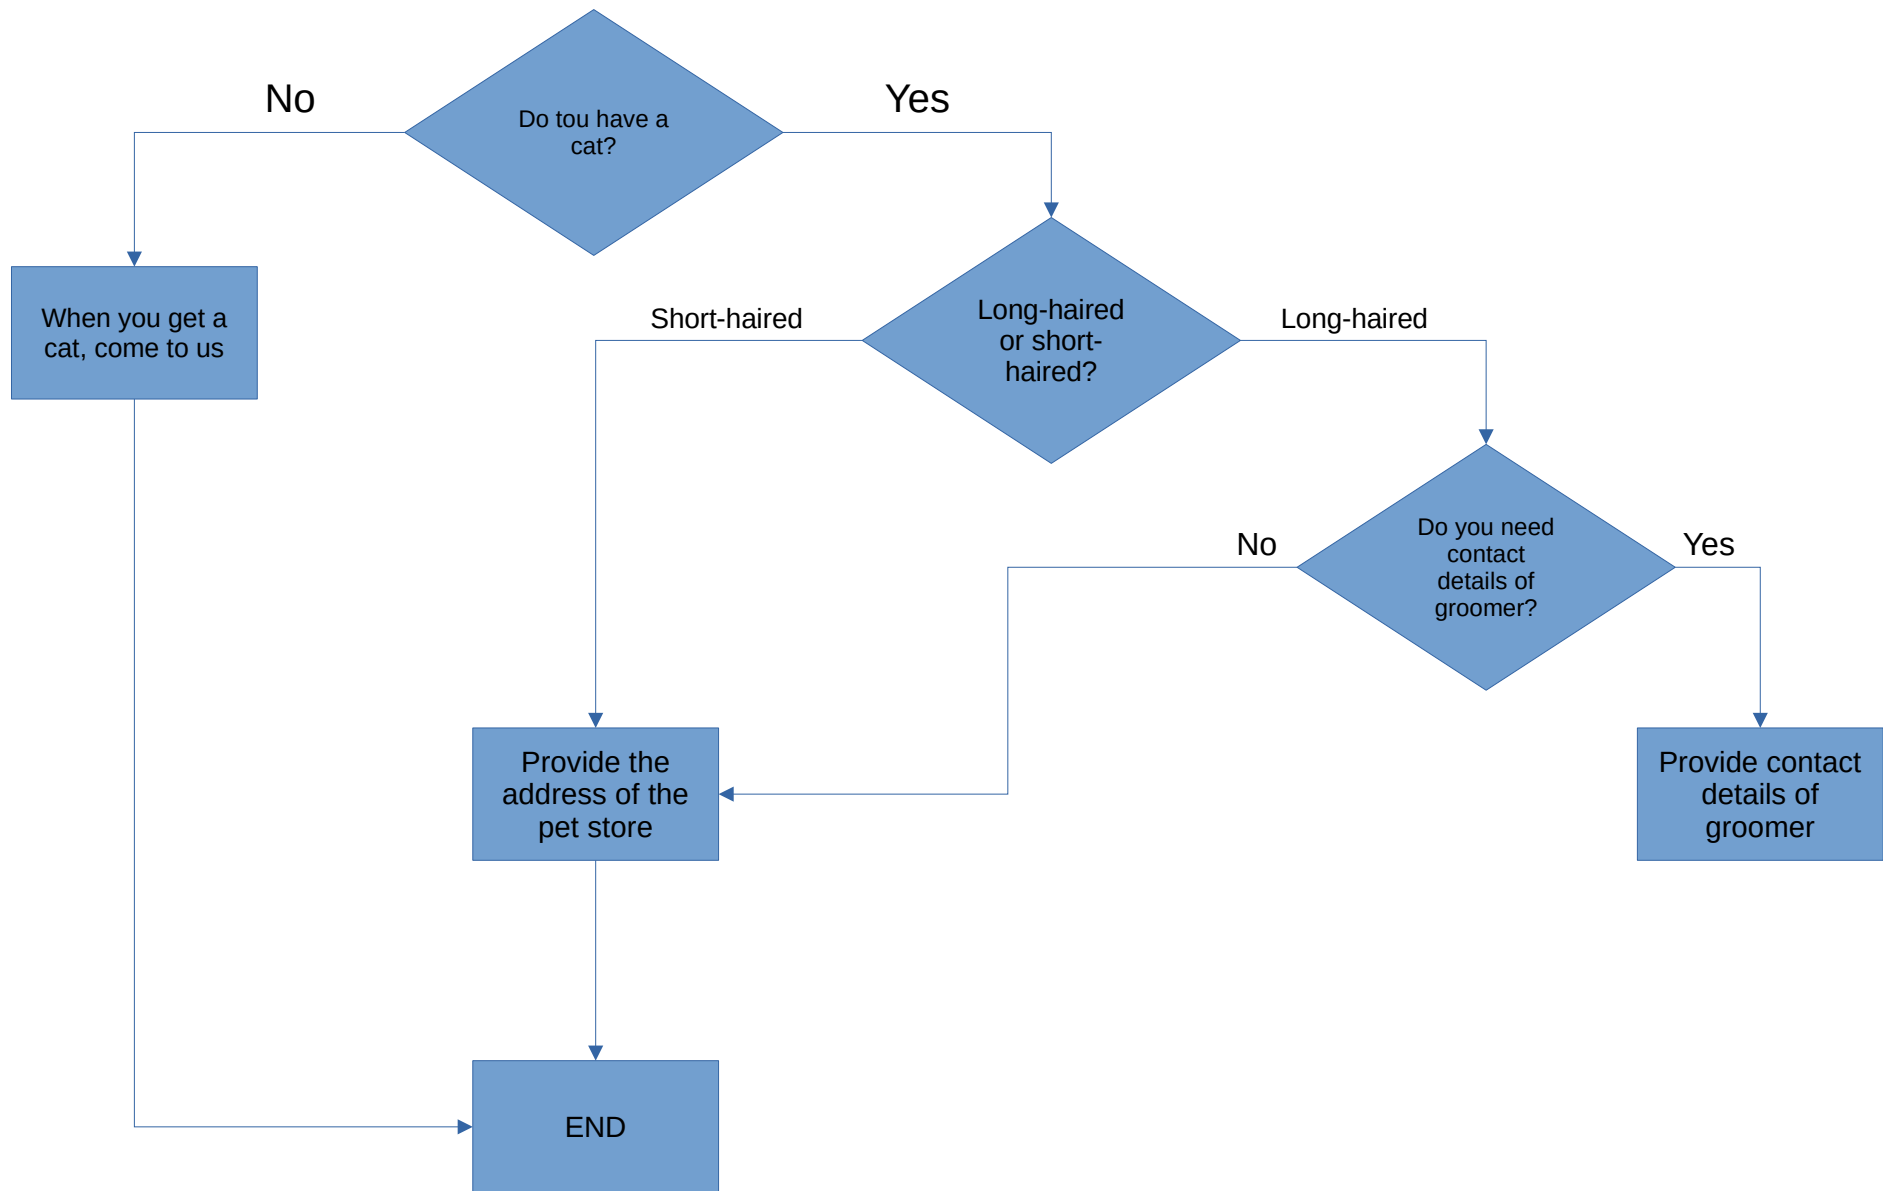 No
Yes
Do tou have a
cat?
When you get a
cat, come to us
Short-haired
Long-haired
or short-
haired?
Long-haired
No
Do you need
contact
details of
groomer?
Yes
Provide the
address of the
pet store
Provide contact
details of
groomer
END